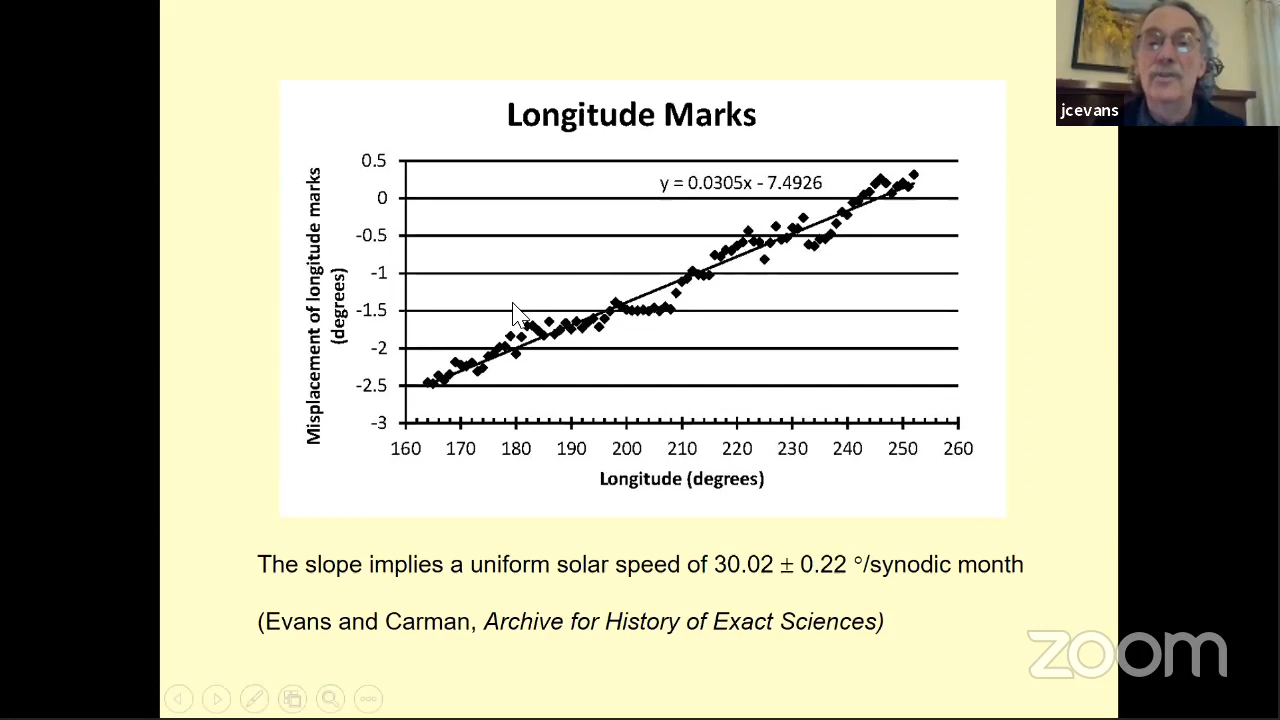 jcevans
Longitude Marks
y = 0.0305x - 7.4926
Misplacement of longitude marks
(degrees)
0.5
0
-0.5
-1
-1.5
-2
-2.5
-3
160 170 180 190 200 210 220 230 240 250 260
Longitude (degrees)
The slope implies a uniform solar speed of 30.02 ± 0.22 °/synodic month
(Evans and Carman, Archive for History of Exact Sciences)
zoom